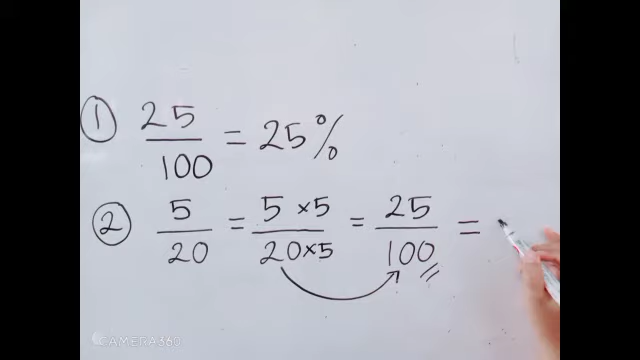 ① 25/100 = 25%
② 5/20 = 5×5/20×5 = 25/100 =
CAMERA360